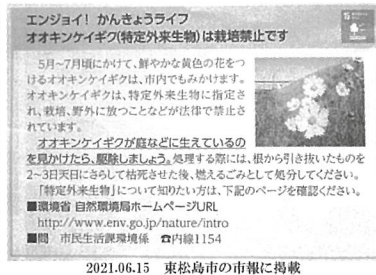 エンジョイ! かんきょうライフ
オオキンケイギク(特定外来生物)は栽培禁止です
5月～7月頃にかけて、鮮やかな黄色の花をつ
けるオオキンケイギクは、市内でもみかけます。
オオキンケイギクは、特定外来生物に指定さ
れ、栽培、野外に放つことなどが法律で禁止さ
れています。
オオキンケイギクが庭などに生えているの
を見かけたら、駆除しましょう。処理する際には、根から引き抜いたものを
2～3日天日にさらして枯死させた後、燃えるごみとして処分してください。
「特定外来生物」について知りたい方は、下記のページを確認ください。
■環境省 自然環境局ホームページURL
http://www.env.go.jp/nature/intro
■問 市民生活課環境係 ☎内線1154
2021.06.15 東松島市の市報に掲載